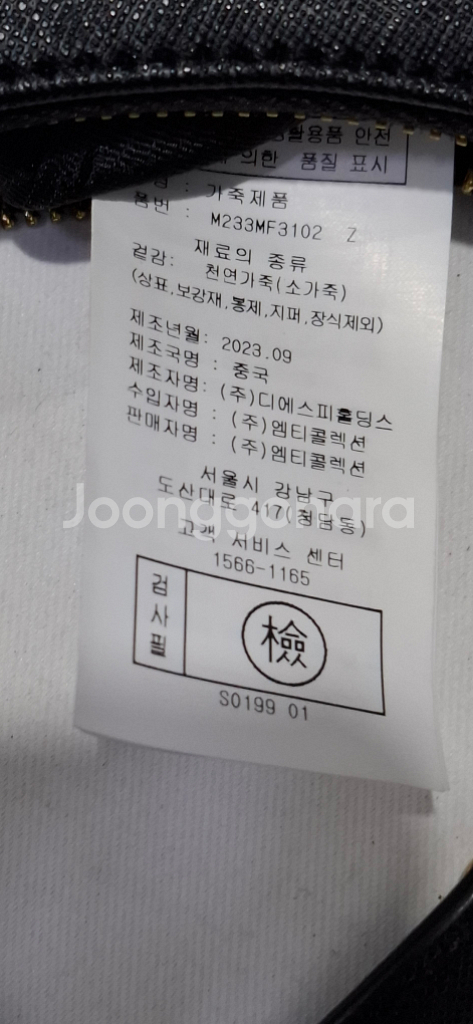 활용품 안전
의한 품질 표시
: 가죽제품
품번 : M233MF3102 Z
재료의 종류
겉감: 천연가죽(소가죽)
(상표,보강재,봉제,지퍼,장식제외)
제조년월: 2023.09
제조국명 : 중국
제조자명: (주)디에스피홀딩스
수입자명 : (주)엠티콜렉션
판매자명 : (주)엠티콜렉션
서울시 강남구
도산대로 417(청담동)
Joonggonara
고객 서비스 센터
1566-1165
검사필
檢
S0199 01